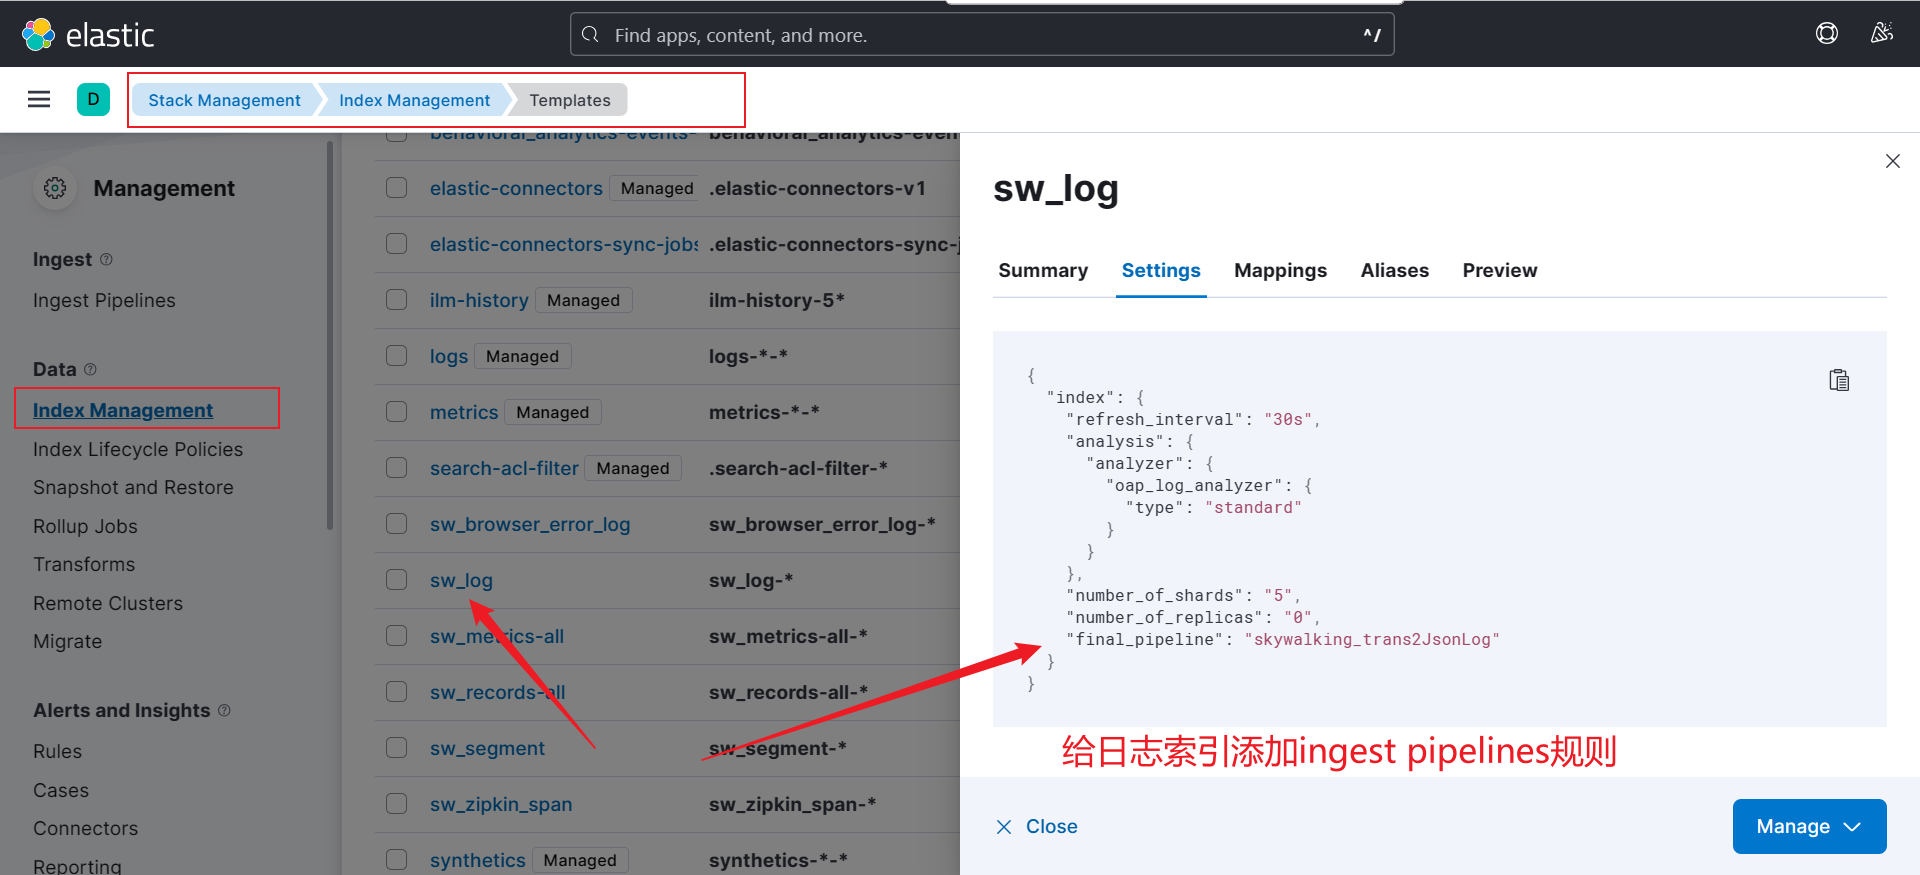 elastic
Find apps, content, and more.
^/
D
Stack Management
Index Management
Templates
Management
Ingest
Ingest Pipelines
Data
Index Management
Index Lifecycle Policies
Snapshot and Restore
Rollup Jobs
Transforms
Remote Clusters
Migrate
Alerts and Insights
Rules
Cases
Connectors
Reporting
behavioral_analytics-events- behavioral_analytics-even
elastic-connectors Managed .elastic-connectors-v1
elastic-connectors-sync-jobs .elastic-connectors-sync-j
ilm-history Managed ilm-history-5*
logs Managed logs-*-*
metrics Managed metrics-*-*
search-acl-filter Managed .search-acl-filter-*
sw_browser_error_log sw_browser_error_log-*
sw_log sw_log-*
sw_metrics-all sw_metrics-all-*
sw_records-all sw_records-all-*
sw_segment sw_segment-*
sw_zipkin_span sw_zipkin_span-*
synthetics Managed synthetics-*-*
sw_log
Summary Settings Mappings Aliases Preview
{
"index": {
"refresh_interval": "30s",
"analysis": {
"analyzer": {
"oap_log_analyzer": {
"type": "standard"
}
}
},
"number_of_shards": "5",
"number_of_replicas": "0",
"final_pipeline": "skywalking_trans2JsonLog"
}
}
给日志索引添加ingest pipelines规则
Close
Manage